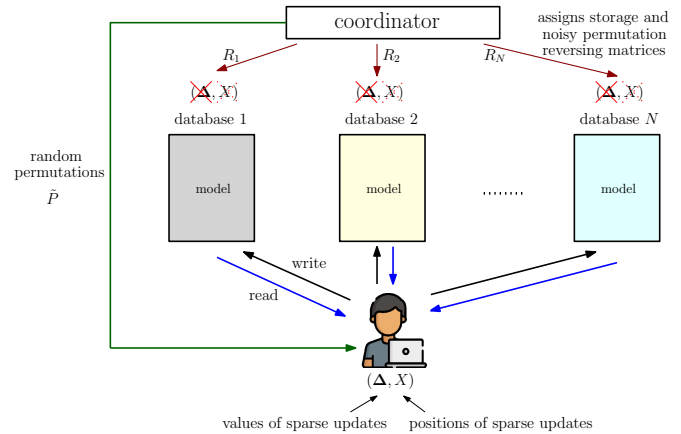 coordinator
assigns storage and
noisy permutation
reversing matrices
R₁
R₂
R_N
(Δ, X)
(Δ, X)
(Δ, X)
database 1
database 2
database N
random
permutations
P̃
model
model
........
model
write
read
(Δ, X)
values of sparse updates
positions of sparse updates